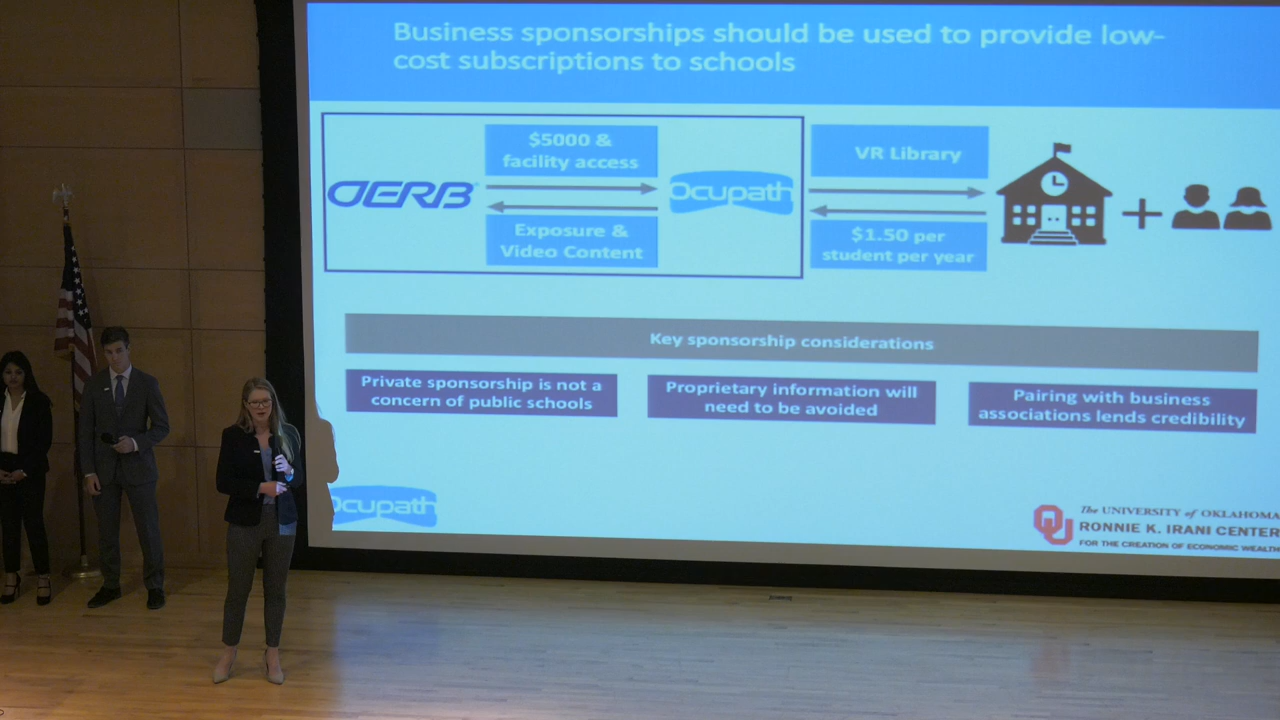 Business sponsorships should be used to provide low-
cost subscriptions to schools
$5000 &
facility access
OERB
Ocupath
Exposure &
Video Content
VR Library
$1.50 per
student per year
Key sponsorship considerations
Private sponsorship is not a
concern of public schools
Proprietary information will
need to be avoided
Pairing with business
associations lends credibility
Ocupath
The UNIVERSITY of OKLAHOMA
RONNIE K. IRANI CENTER
FOR THE CREATION OF ECONOMIC WEALTH